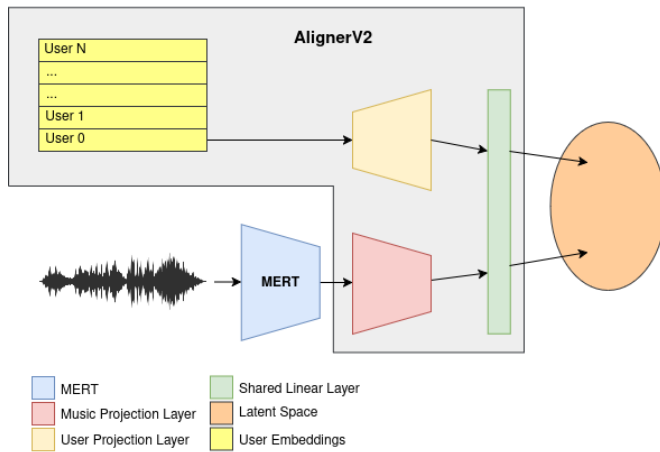 AlignerV2
User N
...
...
User 1
User 0
MERT
MERT
Music Projection Layer
User Projection Layer
Shared Linear Layer
Latent Space
User Embeddings